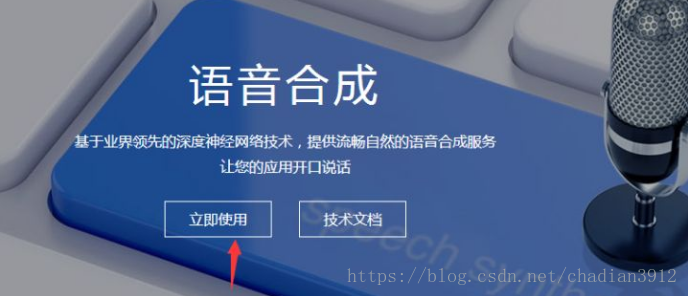 语音合成
基于业界领先的深度神经网络技术，提供流畅自然的语音合成服务
让您的应用开口说话
立即使用 技术文档
speech synth
https://blog.csdn.net/chadian3912